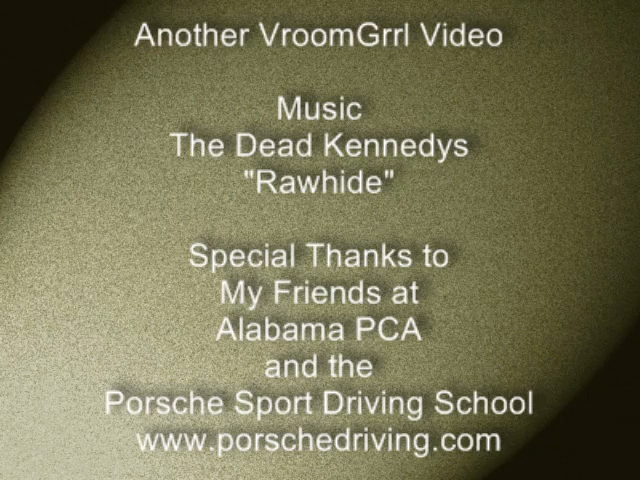 Another VroomGrrl Video
Music
The Dead Kennedys
"Rawhide"
Special Thanks to
My Friends at
Alabama PCA
and the
Porsche Sport Driving School
www.porschedriving.com